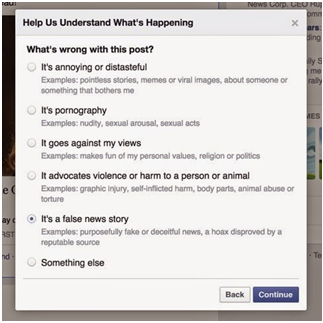 News Corp. CEO Rup
Help Us Understand What's Happening
What's wrong with this post?
It's annoying or distasteful
Examples: pointless stories, memes or viral images, about someone or
something that bothers me
It's pornography
Examples: nudity, sexual arousal, sexual acts
It goes against my views
Examples: makes fun of my personal values, religion or politics
It advocates violence or harm to a person or animal
Examples: graphic injury, self-inflicted harm, body parts, animal abuse or
torture
It's a false news story
Examples: purposefully fake or deceitful news, a hoax disproved by a
reputable source
Something else
Back
Continue